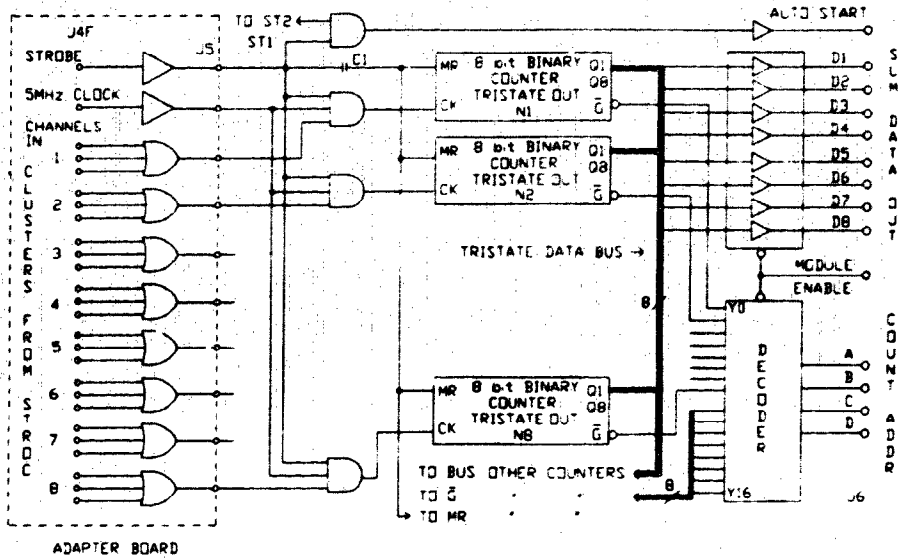 TO ST2
ST1
AUTO START
J4F
J5
STROBE
5MHz CLOCK
CHANNELS
IN
CLUSTERS FROM STROC
1
2
3
4
5
6
7
8
C1
MR
8 bit BINARY
COUNTER
TRISTATE OUT
N1
CK
Q1
Q8
G̅
MR
8 bit BINARY
COUNTER
TRISTATE OUT
N2
CK
Q1
Q8
G̅
MR
8 bit BINARY
COUNTER
TRISTATE OUT
N8
CK
Q1
Q8
G̅
TRISTATE DATA BUS →
8
D1
D2
D3
D4
D5
D6
D7
D8
SUM DATA OUT
MODULE
ENABLE
Y0
DECODER
Y16
A
B
C
D
COUNT ADDR
J6
TO BUS OTHER COUNTERS
TO G̅ " "
8
TO MR " "
ADAPTER BOARD